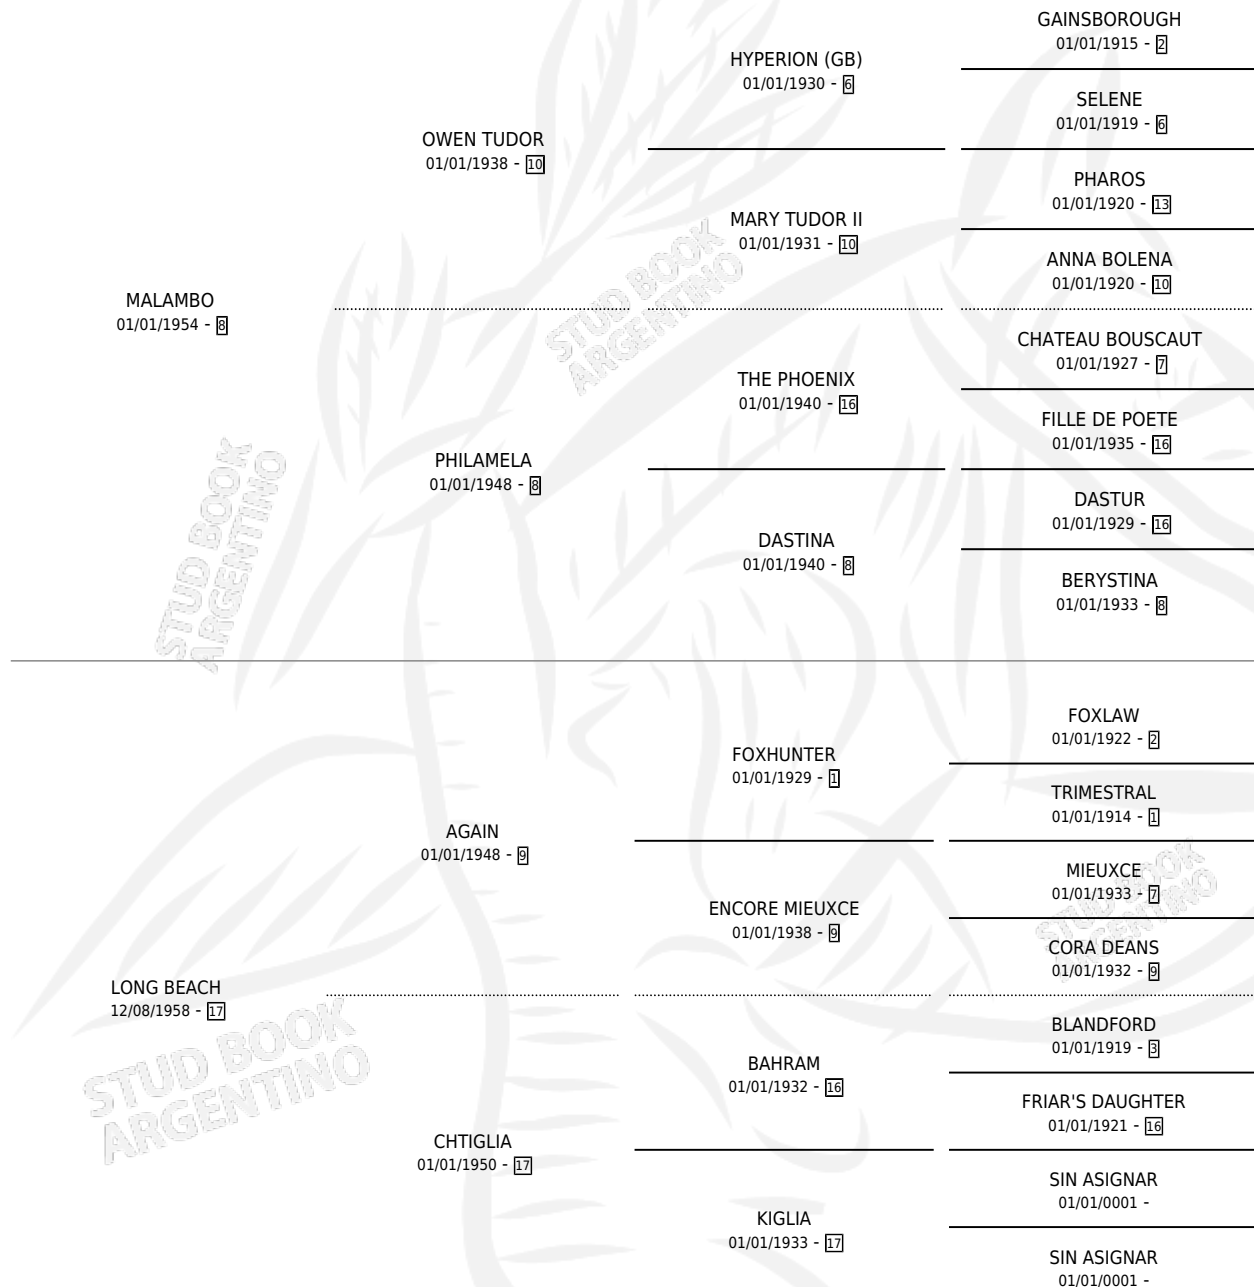 GAINSBOROUGH
01/01/1915 - 2
HYPERION (GB)
01/01/1930 - 6
SELENE
01/01/1919 - 6
OWEN TUDOR
01/01/1938 - 10
PHAROS
01/01/1920 - 13
MARY TUDOR II
01/01/1931 - 10
ANNA BOLENA
01/01/1920 - 10
MALAMBO
01/01/1954 - 8
CHATEAU BOUSCAUT
01/01/1927 - 7
THE PHOENIX
01/01/1940 - 16
FILLE DE POETE
01/01/1935 - 16
PHILAMELA
01/01/1948 - 8
DASTUR
01/01/1929 - 16
DASTINA
01/01/1940 - 8
BERYSTINA
01/01/1933 - 8
FOXLAW
01/01/1922 - 2
FOXHUNTER
01/01/1929 - 1
TRIMESTRAL
01/01/1914 - 1
AGAIN
01/01/1948 - 9
MIEUXCE
01/01/1933 - 7
ENCORE MIEUXCE
01/01/1938 - 9
CORA DEANS
01/01/1932 - 9
LONG BEACH
12/08/1958 - 17
BLANDFORD
01/01/1919 - 3
BAHRAM
01/01/1932 - 16
FRIAR'S DAUGHTER
01/01/1921 - 16
CHTIGLIA
01/01/1950 - 17
SIN ASIGNAR
01/01/0001 -
KIGLIA
01/01/1933 - 17
SIN ASIGNAR
01/01/0001 -
STUD BOOK
ARGENTINO
STUD BOOK
ARGENTINO
STUD BOOK
ARGENTINO
STUD BOOK
ARGENTINO